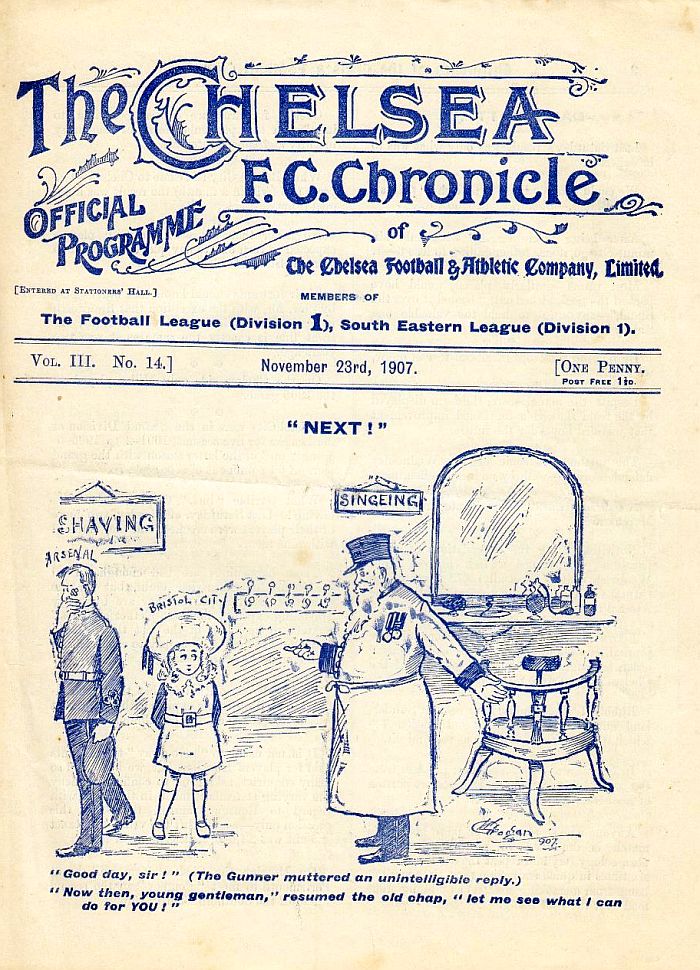 The CHELSEA
F.C. Chronicle
OFFICIAL
PROGRAMME
of
The Chelsea Football & Athletic Company, Limited.
[ENTERED AT STATIONERS' HALL.]
MEMBERS OF
The Football League (Division 1), South Eastern League (Division 1).
VOL. III. No. 14.]
November 23rd, 1907.
[ONE PENNY.
POST FREE 1½D.
"NEXT!"
SHAVING
SINGEING
ARSENAL
BRISTOL CITY
907.
"Good day, sir!" (The Gunner muttered an unintelligible reply.)
"Now then, young gentleman," resumed the old chap, "let me see what I can
do for YOU!"